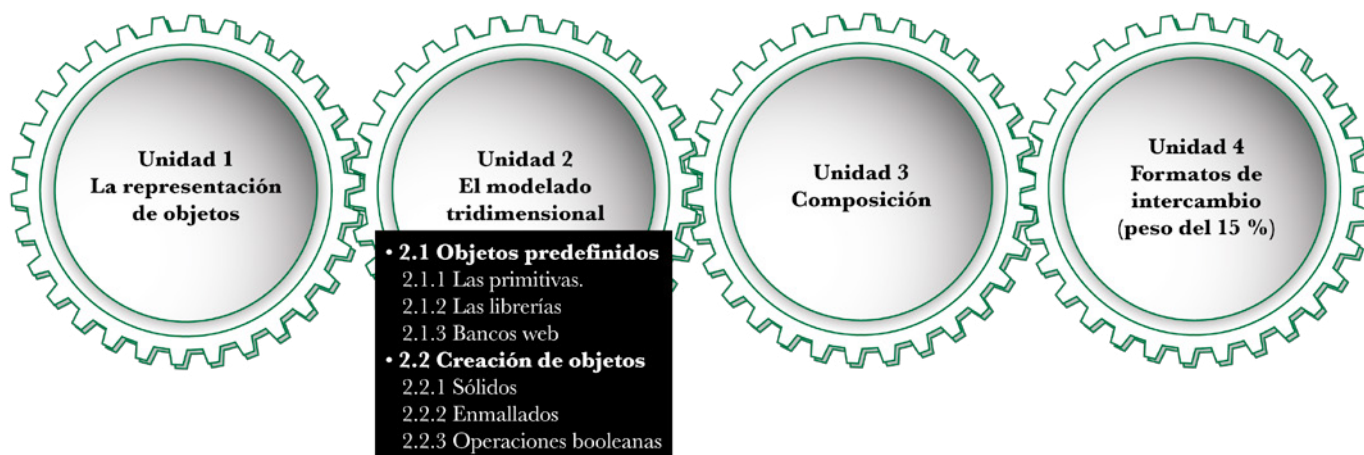 Unidad 1
La representación
de objetos
Unidad 2
El modelado
tridimensional
• 2.1 Objetos predefinidos
2.1.1 Las primitivas.
2.1.2 Las librerías
2.1.3 Bancos web
• 2.2 Creación de objetos
2.2.1 Sólidos
2.2.2 Enmallados
2.2.3 Operaciones booleanas
Unidad 3
Composición
Unidad 4
Formatos de
intercambio
(peso del 15 %)